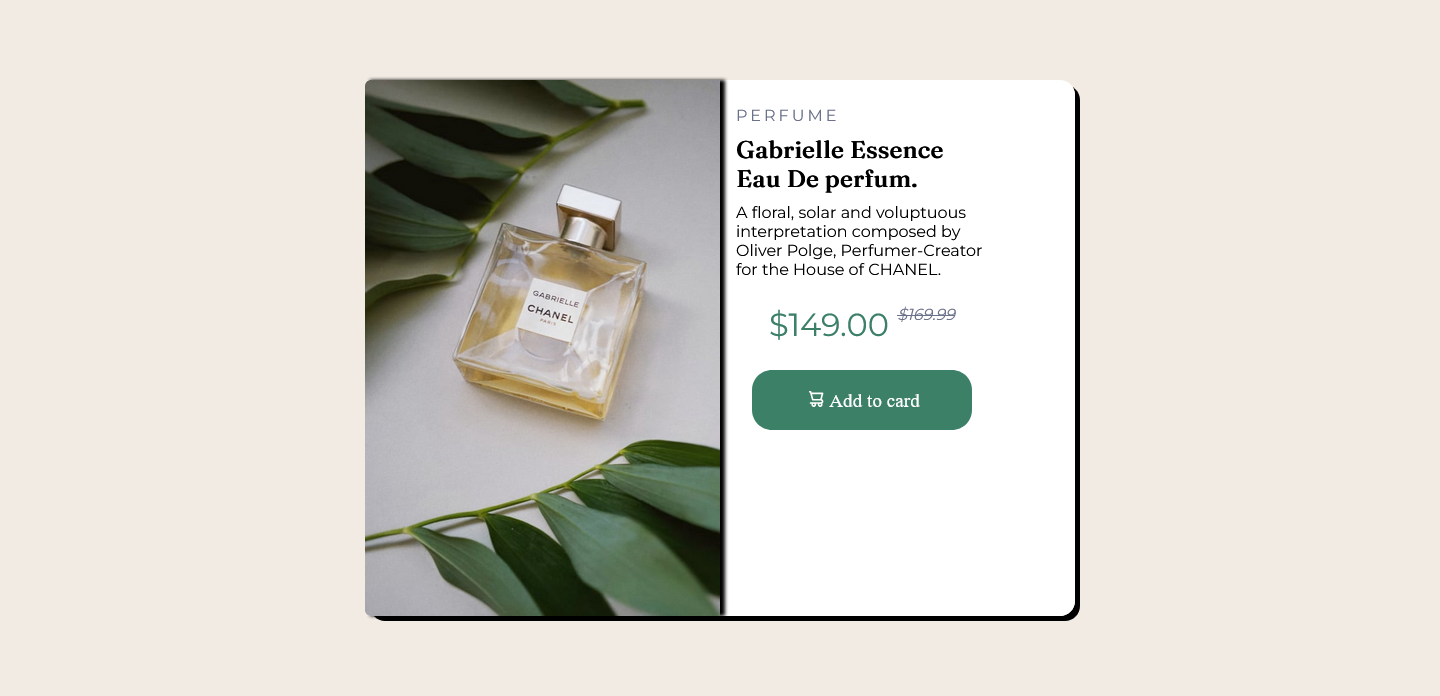 PERFUME
Gabrielle Essence
Eau De perfum.
A floral, solar and voluptuous
interpretation composed by
Oliver Polge, Perfumer-Creator
for the House of CHANEL.
$149.00 $169.99
Add to card
GABRIELLE
CHANEL
PARIS